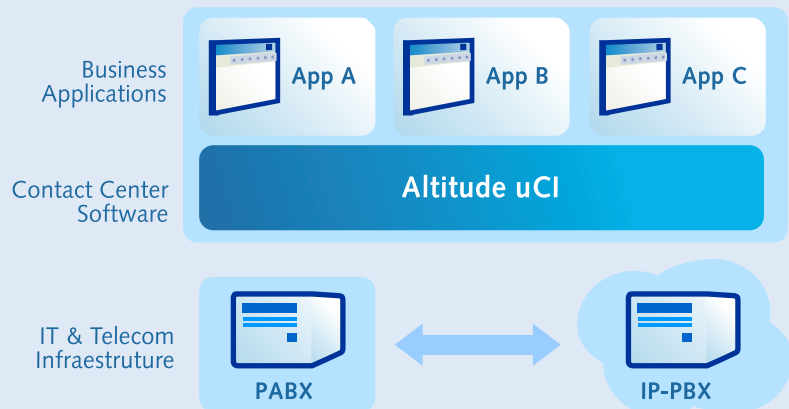 Business
Applications
App A
App B
App C
Contact Center
Software
Altitude uCI
IT & Telecom
Infraestruture
PABX
IP-PBX